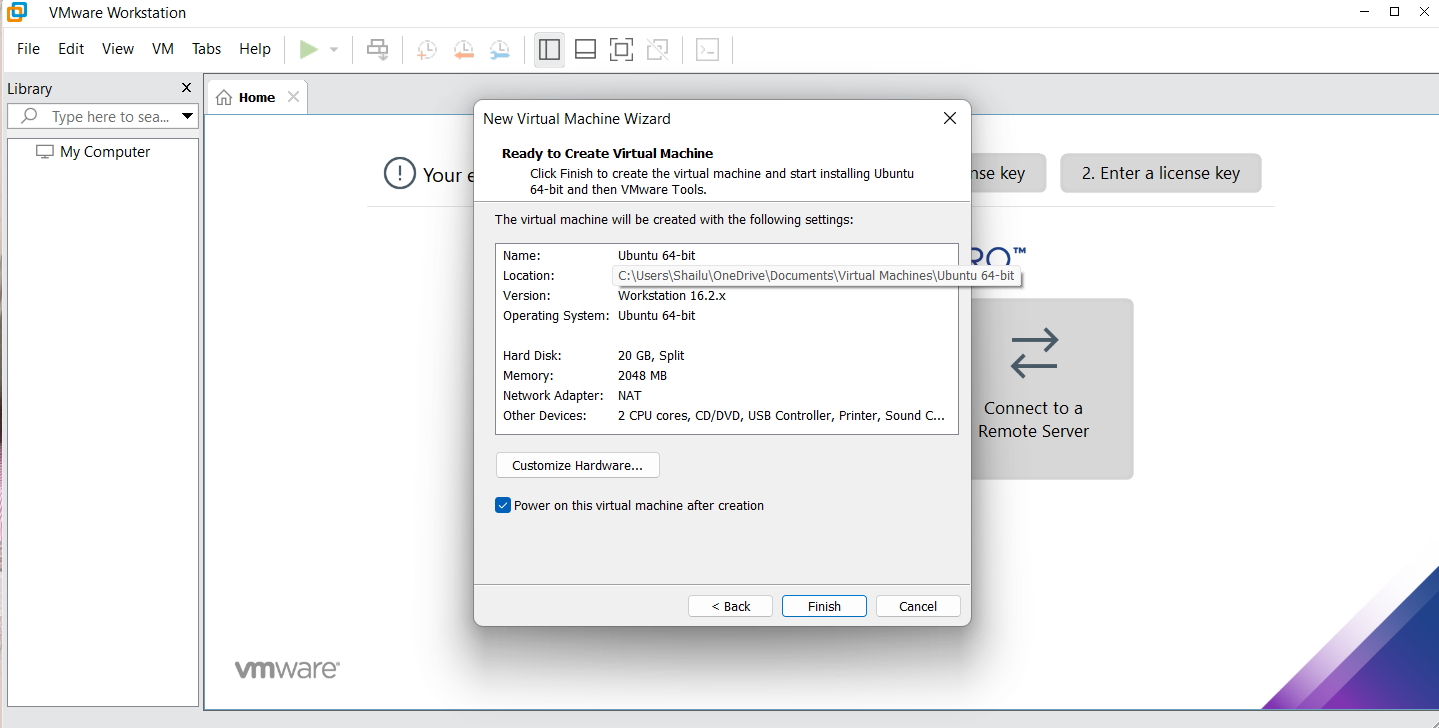 VMware Workstation
File Edit View VM Tabs Help
Library
Type here to sea...
My Computer
Home
Your
nse key
2. Enter a license key
RO™
Connect to a
Remote Server
vmware®
New Virtual Machine Wizard
Ready to Create Virtual Machine
Click Finish to create the virtual machine and start installing Ubuntu
64-bit and then VMware Tools.
The virtual machine will be created with the following settings:
Name: Ubuntu 64-bit
Location: C:\Users\Shailu\OneDrive\Documents\Virtual Machines\Ubuntu 64-bit
Version: Workstation 16.2.x
Operating System: Ubuntu 64-bit
Hard Disk: 20 GB, Split
Memory: 2048 MB
Network Adapter: NAT
Other Devices: 2 CPU cores, CD/DVD, USB Controller, Printer, Sound C...
Customize Hardware...
Power on this virtual machine after creation
< Back Finish Cancel